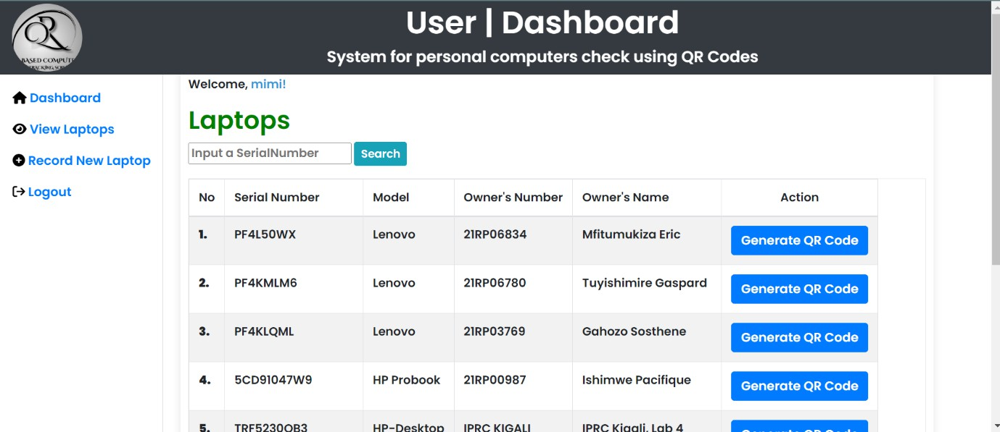 User | Dashboard
System for personal computers check using QR Codes
BASED COMPUTE
Welcome, mimi!
Dashboard
View Laptops
Record New Laptop
Logout
Laptops
Input a SerialNumber Search
No Serial Number Model Owner's Number Owner's Name Action
1. PF4L50WX Lenovo 21RP06834 Mfitumukiza Eric Generate QR Code
2. PF4KMLM6 Lenovo 21RP06780 Tuyishimire Gaspard Generate QR Code
3. PF4KLQML Lenovo 21RP03769 Gahozo Sosthene Generate QR Code
4. 5CD91047W9 HP Probook 21RP00987 Ishimwe Pacifique Generate QR Code
5. TRF5230QB3 HP-Desktop IPRC KIGALI IPRC Kigali, Lab 4 Generate QR Code